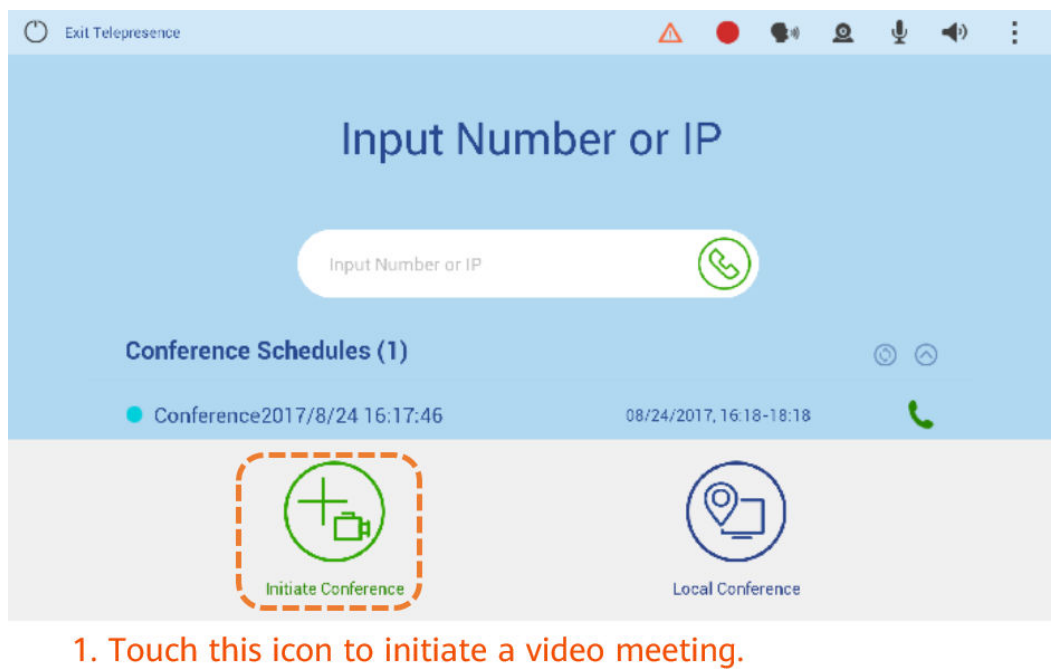 Exit Telepresence
Input Number or IP
Input Number or IP
Conference Schedules (1)
Conference2017/8/24 16:17:46 08/24/2017, 16:18-18:18
Initiate Conference Local Conference
1. Touch this icon to initiate a video meeting.